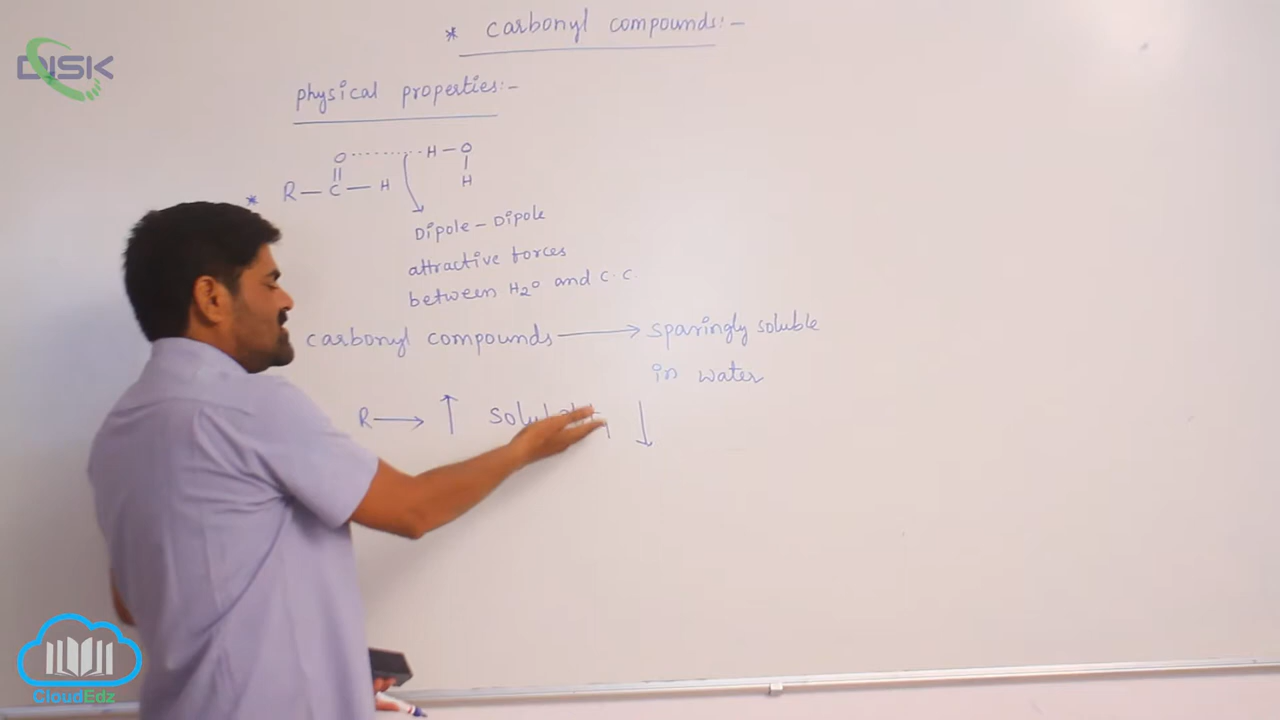 * carbonyl compounds:-
DISK
physical properties:-
O ........ H - O
* R - C - H H
Dipole - Dipole
attractive forces
between H2O and C.C.
carbonyl compounds → sparingly soluble
in water
R → ↑ ↓
CloudEdz